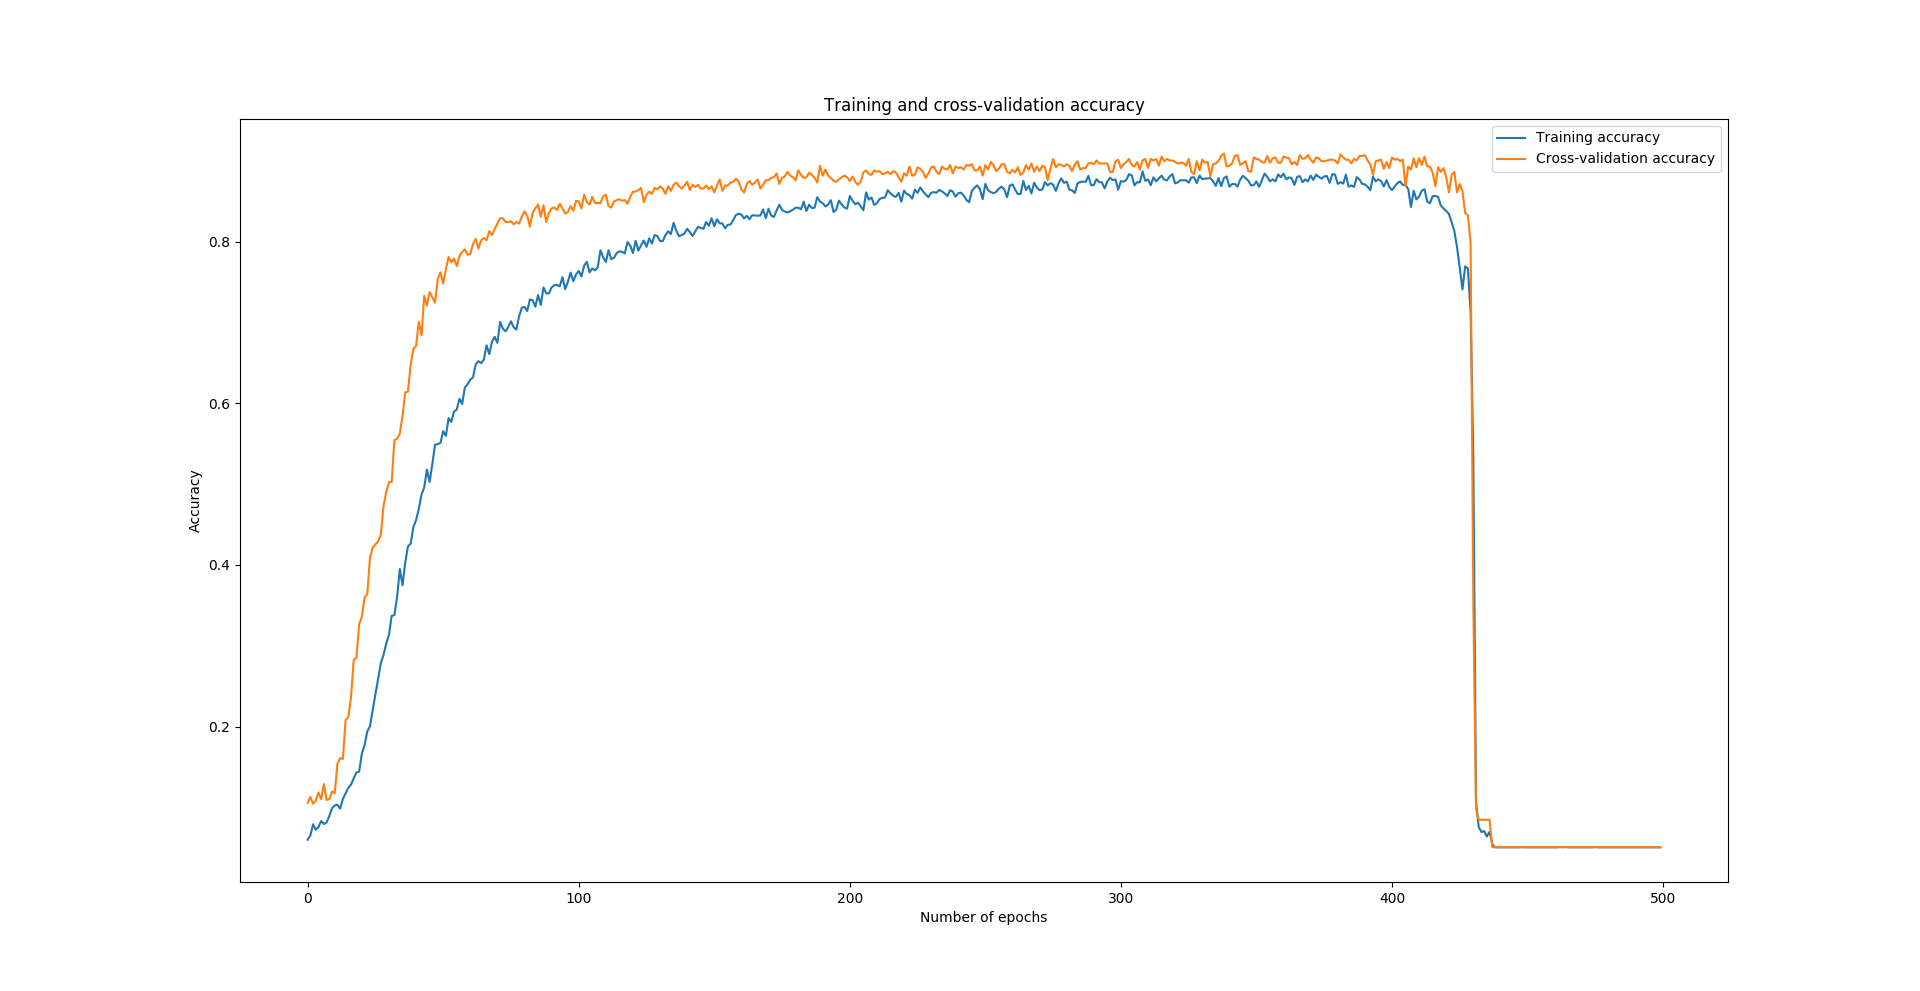 Training and cross-validation accuracy
Training accuracy
Cross-validation accuracy
Accuracy
0.8
0.6
0.4
0.2
0 100 200 300 400 500
Number of epochs